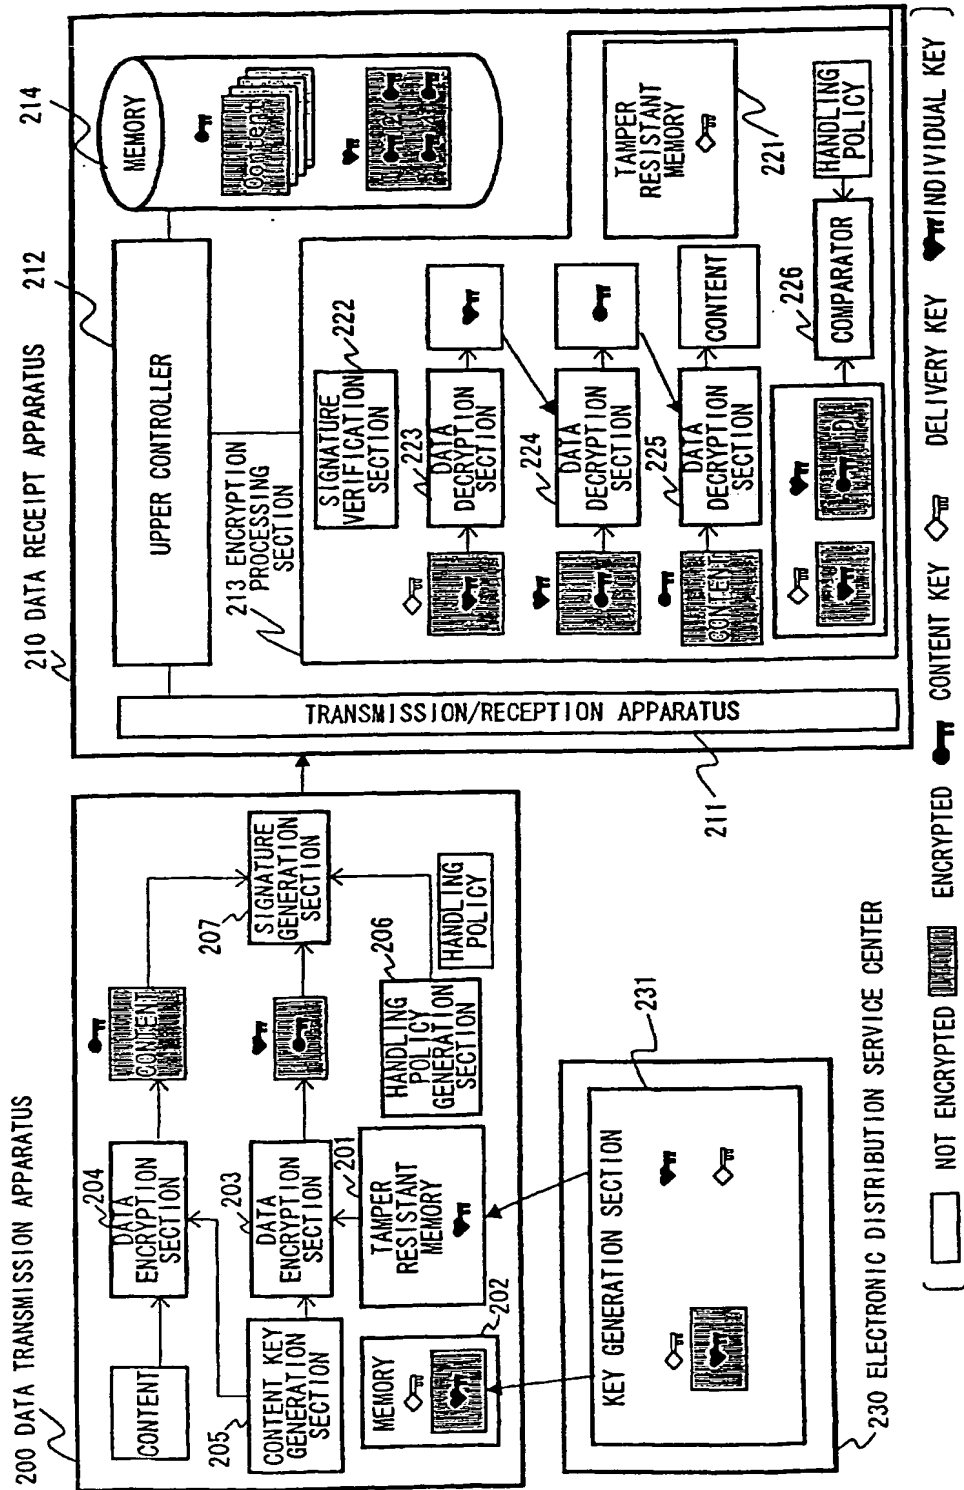 200 DATA TRANSMISSION APPARATUS
CONTENT
204
DATA
ENCRYPTION
SECTION
CONTENT
205
CONTENT KEY
GENERATION
SECTION
203
DATA
ENCRYPTION
SECTION
207
SIGNATURE
GENERATION
SECTION
MEMORY
202
201
TAMPER
RESISTANT
MEMORY
206
HANDLING
POLICY
GENERATION
SECTION
HANDLING
POLICY
KEY GENERATION SECTION
231
230 ELECTRONIC DISTRIBUTION SERVICE CENTER
210 DATA RECEIPT APPARATUS
212
214
UPPER CONTROLLER
MEMORY
Content
TRANSMISSION/RECEPTION APPARATUS
211
213 ENCRYPTION
PROCESSING
SECTION
SIGNATURE
VERIFICATION
SECTION
222
223
DATA
DECRYPTION
SECTION
224
DATA
DECRYPTION
SECTION
225
CONTENT
DATA
DECRYPTION
SECTION
CONTENT
TAMPER
RESISTANT
MEMORY
221
226
COMPARATOR
HANDLING
POLICY
NOT ENCRYPTED
ENCRYPTED
CONTENT KEY
DELIVERY KEY
INDIVIDUAL KEY